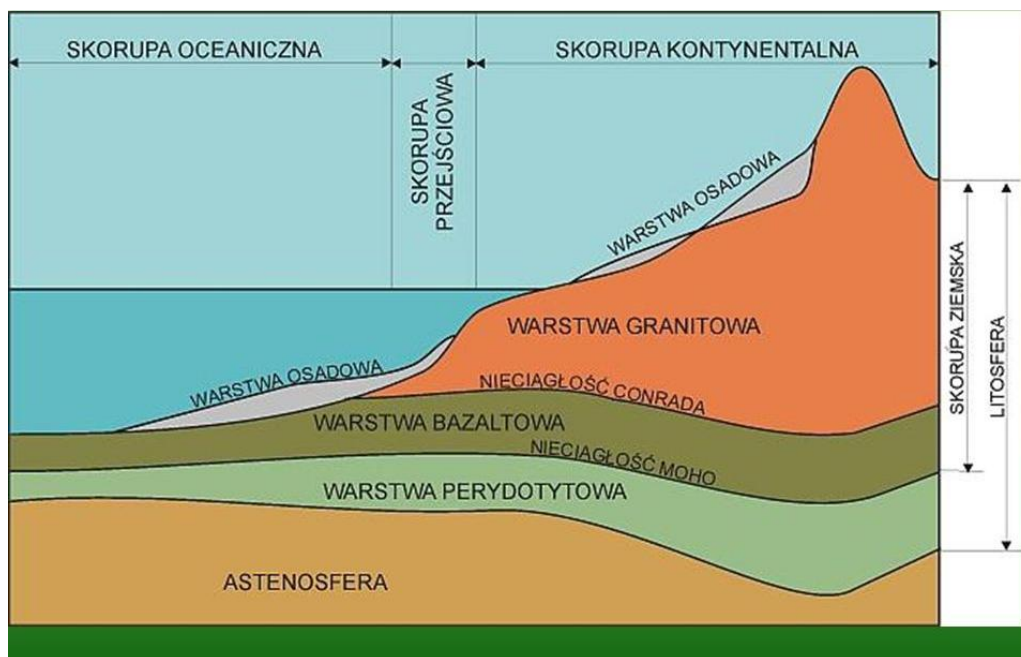 SKORUPA OCEANICZNA
SKORUPA
PRZEJŚCIOWA
SKORUPA KONTYNENTALNA
WARSTWA OSADOWA
WARSTWA GRANITOWA
WARSTWA OSADOWA
NIECIĄGŁOŚĆ CONRADA
WARSTWA BAZALTOWA
NIECIĄGŁOŚĆ MOHO
WARSTWA PERYDOTYTOWA
ASTENOSFERA
SKORUPA ZIEMSKA
LITOSFERA